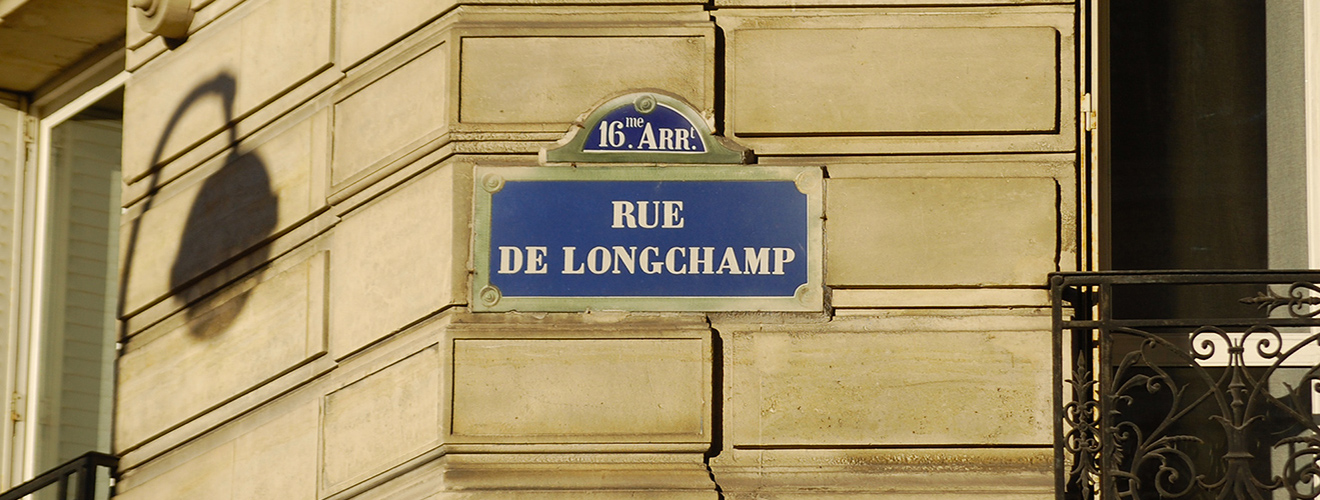 16me. ARRt.
RUE
DE LONGCHAMP